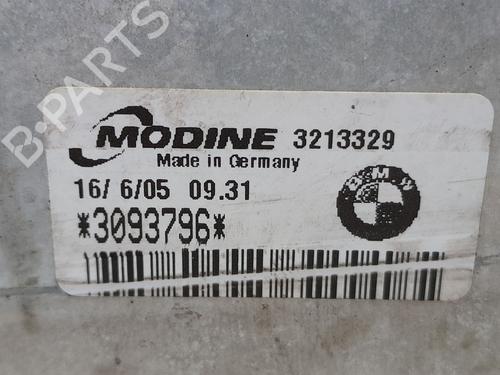 B-PARTS
MODINE 3213329
Made in Germany
16/ 6/05 09.31
BMW
*3093796*